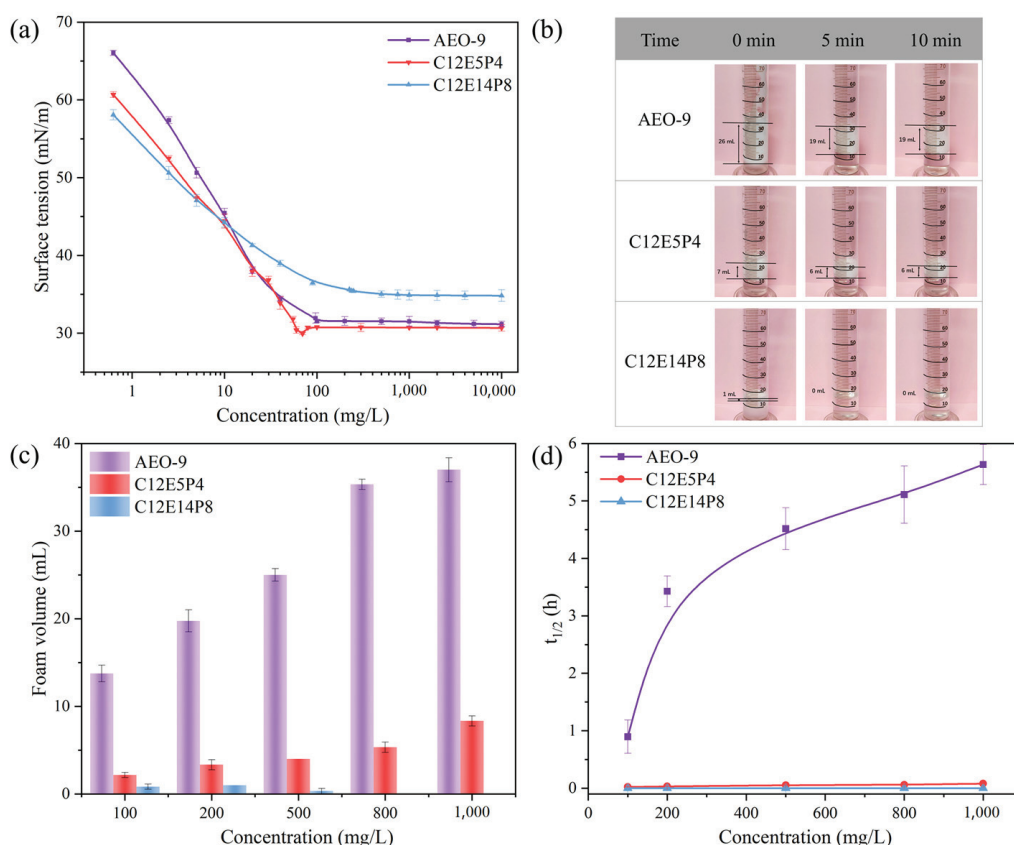 (a)
AEO-9
C12E5P4
C12E14P8
Surface tension (mN/m)
70
60
50
40
30
1 10 100 1,000 10,000
Concentration (mg/L)
(b)
Time 0 min 5 min 10 min
AEO-9
26 mL 19 mL 19 mL
C12E5P4
7 mL 6 mL 6 mL
C12E14P8
1 mL 0 mL 0 mL
(c)
AEO-9
C12E5P4
C12E14P8
Foam volume (mL)
40
30
20
10
0
100 200 500 800 1,000
Concentration (mg/L)
(d)
AEO-9
C12E5P4
C12E14P8
t1/2 (h)
6
5
4
3
2
1
0
0 200 400 600 800 1,000
Concentration (mg/L)